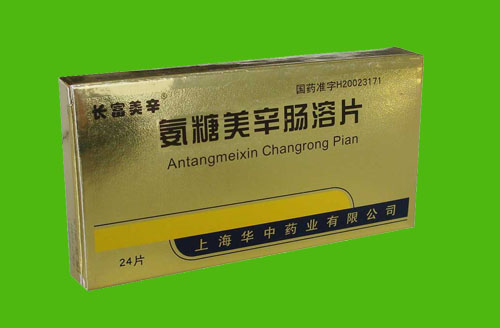 长富美辛®
国药准字H20023171
氨糖美辛肠溶片
Antangmeixin Changrong Pian
24片
上海华中药业有限公司